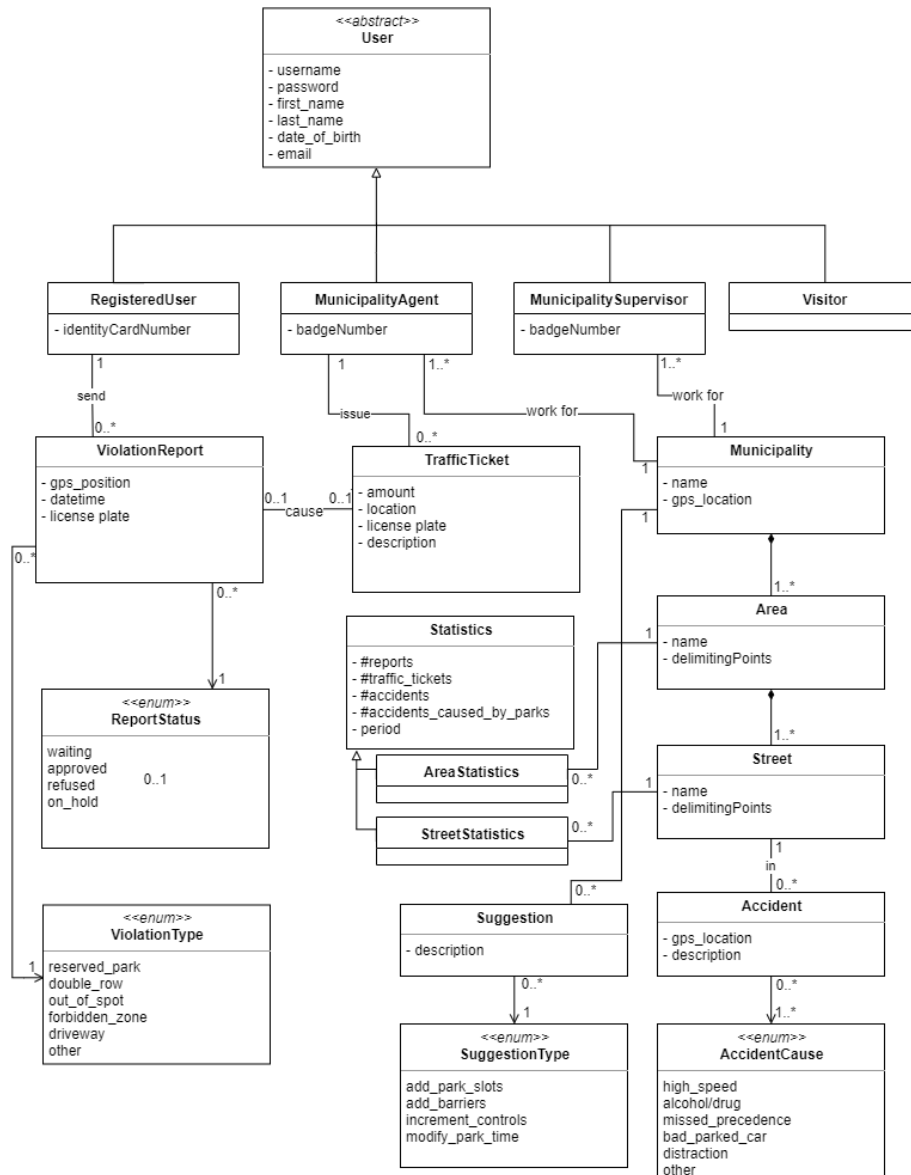 <<abstract>>
User
- username
- password
- first_name
- last_name
- date_of_birth
- email
RegisteredUser
- identityCardNumber
MunicipalityAgent
- badgeNumber
MunicipalitySupervisor
- badgeNumber
Visitor
1
send
0..*
1
issue
0..*
1..*
work for
1
1..*
work for
1
ViolationReport
- gps_position
- datetime
- license plate
0..1
cause
0..1
TrafficTicket
- amount
- location
- license plate
- description
Municipality
- name
- gps_location
1
0..*
0..*
1..*
Area
- name
- delimitingPoints
1
Statistics
- #reports
- #traffic_tickets
- #accidents
- #accidents_caused_by_parks
- period
1
<<enum>>
ReportStatus
waiting
approved
refused
on_hold
0..1
1..*
AreaStatistics
0..*
Street
- name
- delimitingPoints
1
StreetStatistics
0..*
1
in
0..*
0..*
Suggestion
- description
Accident
- gps_location
- description
<<enum>>
ViolationType
reserved_park
double_row
out_of_spot
forbidden_zone
driveway
other
1
0..*
1
0..*
1..*
<<enum>>
SuggestionType
add_park_slots
add_barriers
increment_controls
modify_park_time
<<enum>>
AccidentCause
high_speed
alcohol/drug
missed_precedence
bad_parked_car
distraction
other